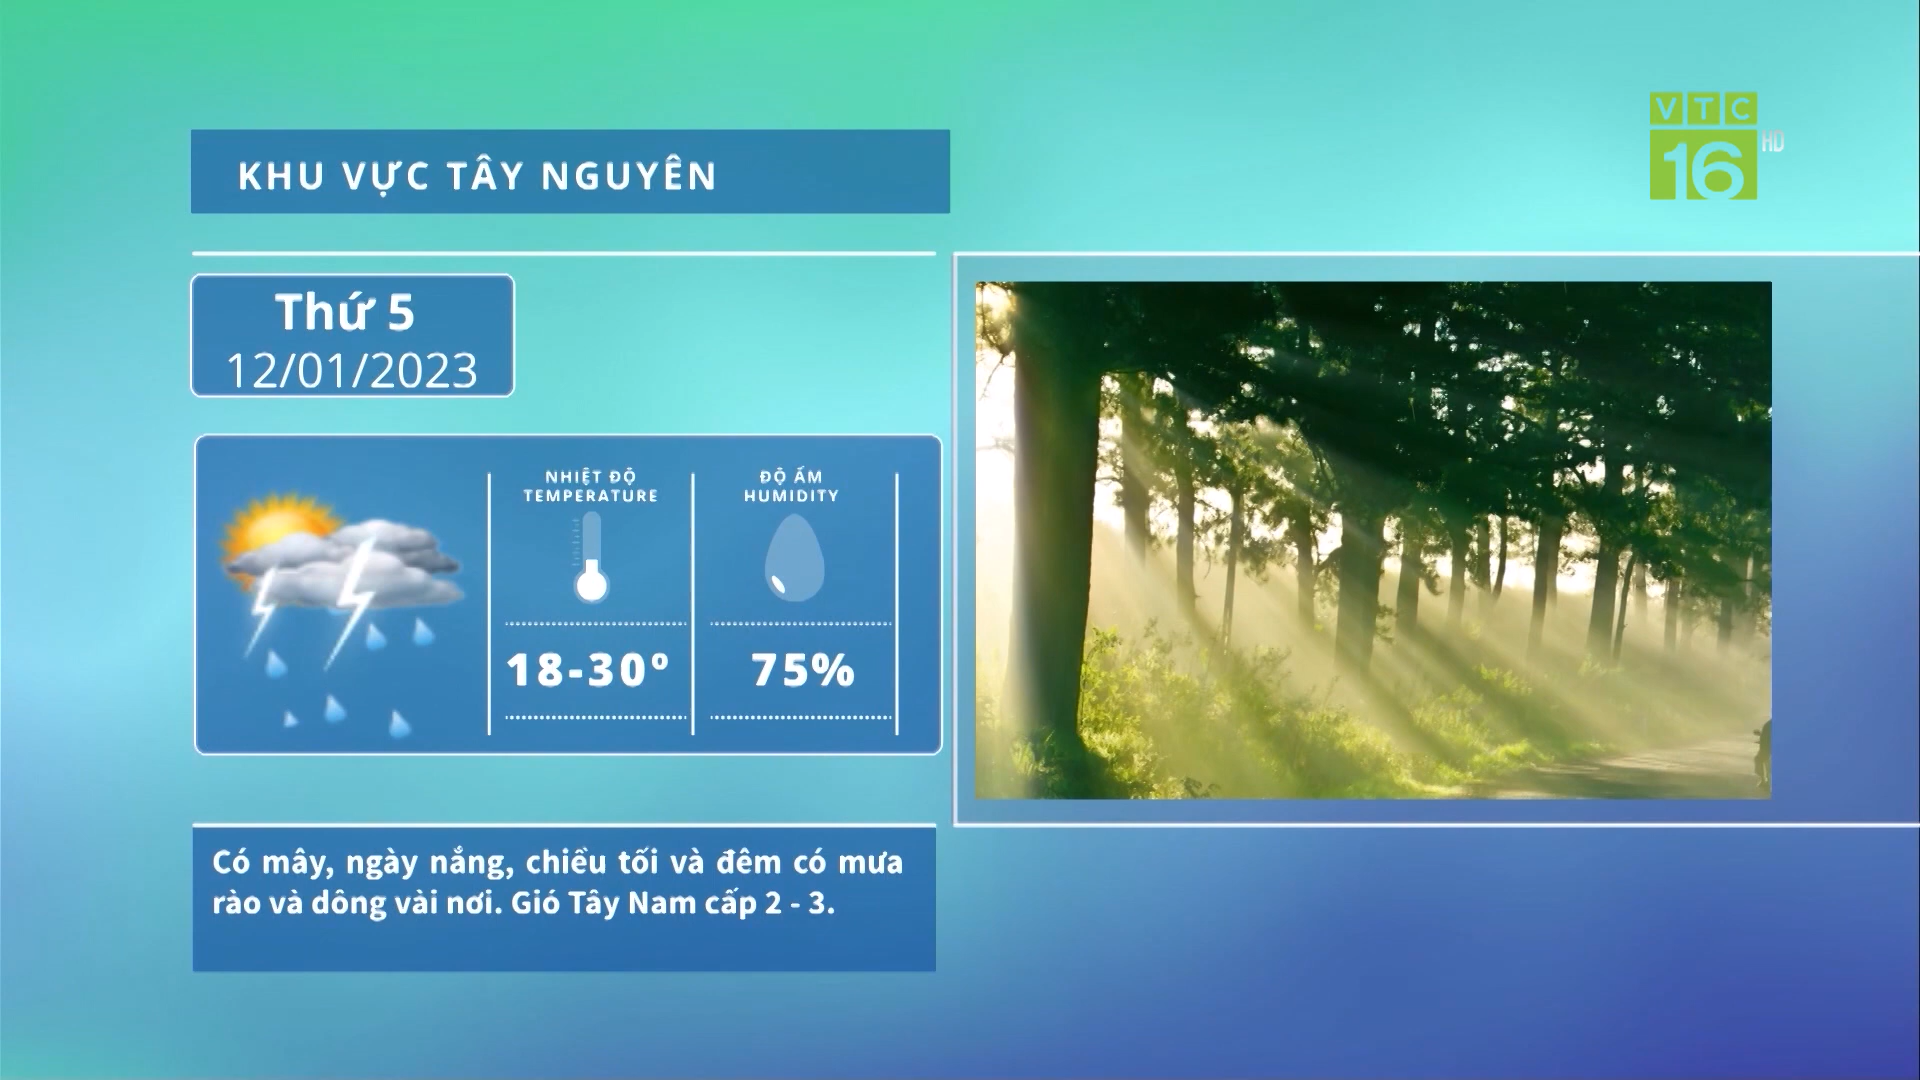 VTC
16 HD
KHU VỰC TÂY NGUYÊN
Thứ 5
12/01/2023
NHIỆT ĐỘ
TEMPERATURE
18-30º
ĐỘ ẨM
HUMIDITY
75%
Có mây, ngày nắng, chiều tối và đêm có mưa
rào và dông vài nơi. Gió Tây Nam cấp 2 - 3.